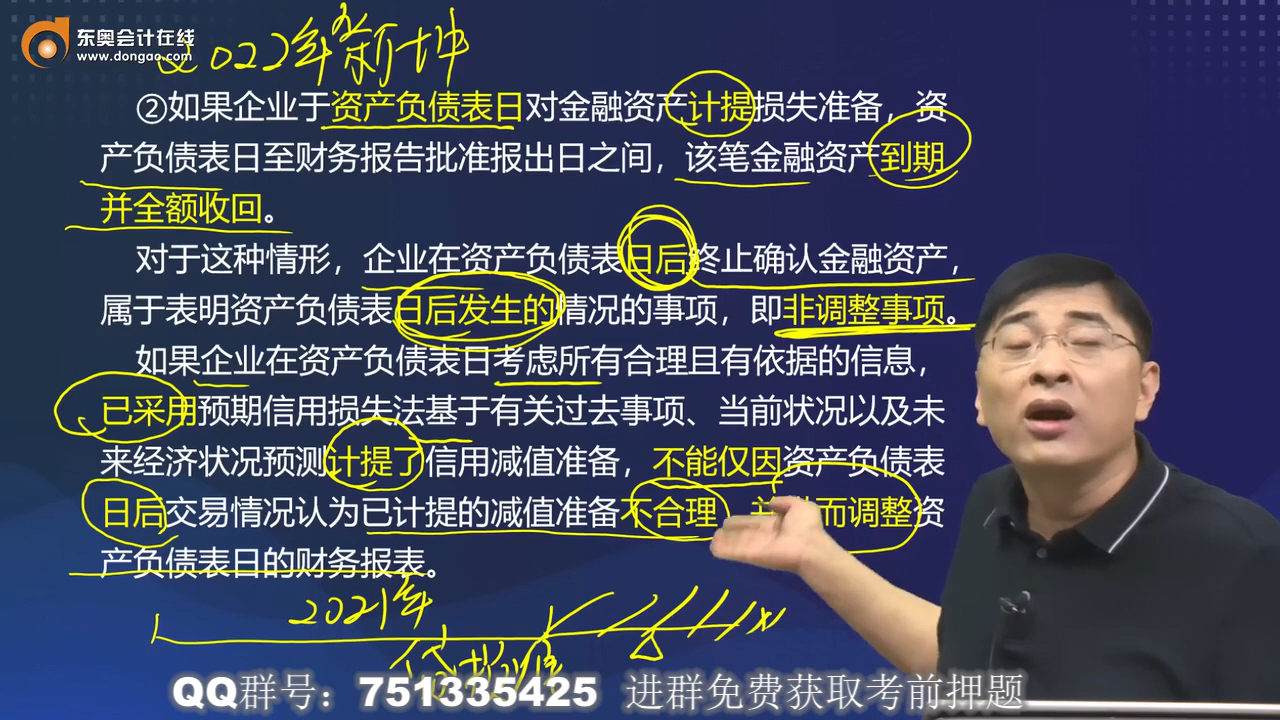 东奥会计在线
www.dongao.com
2022年新增
②如果企业于资产负债表日对金融资产计提损失准备，资
产负债表日至财务报告批准报出日之间，该笔金融资产到期
并全额收回。
对于这种情形，企业在资产负债表日后终止确认金融资产，
属于表明资产负债表日后发生的情况的事项，即非调整事项。
如果企业在资产负债表日考虑所有合理且有依据的信息，
已采用预期信用损失法基于有关过去事项、当前状况以及未
来经济状况预测计提了信用减值准备，不能仅因资产负债表
日后交易情况认为已计提的减值准备不合理，并进而调整资
产负债表日的财务报表。
2021年
QQ群号：751335425 进群免费获取考前押题